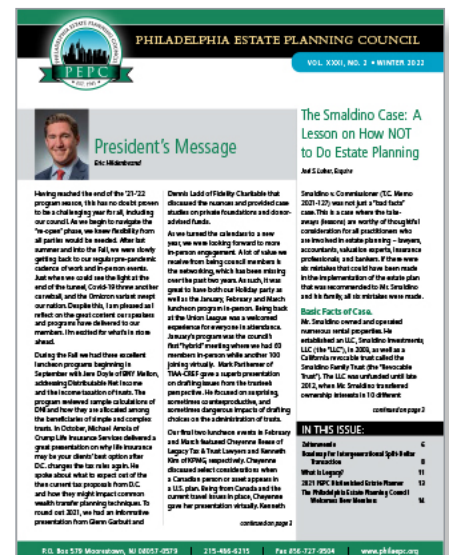 PHILADELPHIA ESTATE PLANNING COUNCIL
PEPC
PHILADELPHIA ESTATE PLANNING COUNCIL
VOL. XXXI, NO. 2 • WINTER 2022
President's Message
Eric Hildenbrand
Having reached the end of the '21-'22
program season, this has no doubt proven
to be a challenging year for all, including
our council. As we begin to navigate the
"re-open" phase, we knew flexibility from
all parties would be needed. After last
summer and into the Fall, we were slowly
getting back to our regular pre-pandemic
cadence of work and in-person events.
Just when we could see the light at the
end of the tunnel, Covid-19 threw another
curveball, and the Omicron variant swept
our nation. Despite this, I am pleased as I
reflect on the great content our speakers
and programs have delivered to our
members. I'm excited for what's in store
ahead.
During the Fall we had three excellent
luncheon programs beginning in
September with Jere Doyle of BNY Mellon,
addressing Distributable Net Income
and the income taxation of trusts. The
program reviewed sample calculations of
DNI and how they are allocated among
the beneficiaries of simple and complex
trusts. In October, Michael Amoia of
Crump Life Insurance Services delivered a
great presentation on why life insurance
may be your clients' best option after
D.C. changes the tax rules again. He
spoke about what to expect out of the
then current tax proposals from D.C.
and how they might impact common
wealth transfer planning techniques. To
round out 2021, we had an informative
presentation from Glenn Garbutt and
Dennis Ladd of Fidelity Charitable that
discussed the nuances and provided case
studies on private foundations and donor-
advised funds.
As we turned the calendars to a new
year, we were looking forward to more
in-person engagement. A lot of value we
receive from being council members is
the networking, which has been missing
over the past two years. As such, it was
great to have both our Holiday party as
well as the January, February and March
luncheon program in-person. Being back
at the Union League was a welcomed
experience for everyone in attendance.
January's program was the council's
first "hybrid" meeting where we had 60
members in-person while another 100
joining virtually. Mark Parthemer of
TIAA-CREF gave a superb presentation
on drafting issues from the trustee's
perspective. He focused on surprising,
sometimes counterproductive, and
sometimes dangerous impacts of drafting
choices on the administration of trusts.
Our final two luncheon events in February
and March featured Cheyenne Reese of
Legacy Tax & Trust Lawyers and Kenneth
Kim of KPMG, respectively. Cheyenne
discussed select considerations when
a Canadian person or asset appears in
a U.S. plan. Being from Canada and the
current travel issues in place, Cheyenne
gave her presentation virtually. Kenneth
continued on page 2
The Smaldino Case: A
Lesson on How NOT
to Do Estate Planning
Joel S. Luber, Esquire
Smaldino v. Commissioner (T.C. Memo
2021-127) was not just a "bad facts"
case. This is a case where the take-
aways (lessons) are worthy of thoughtful
consideration for all practitioners who
are involved in estate planning – lawyers,
accountants, valuation experts, insurance
professionals, and bankers. If there were
six mistakes that could have been made
in the implementation of the estate plan
that was recommended to Mr. Smaldino
and his family, all six mistakes were made.
Basic Facts of Case.
Mr. Smaldino owned and operated
numerous rental properties. He
established an LLC, Smaldino Investments,
LLC (the "LLC"), in 2003, as well as a
California revocable trust called the
Smaldino Family Trust (the "Revocable
Trust"). The LLC was unfunded until late
2012, when Mr. Smaldino transferred
ownership interests in 10 different
continued on page 3
IN THIS ISSUE:
6
Roadmap for Intergenerational Split-Dollar
Transaction 8
What is Legacy? 11
2021 PEPC Distinguished Estate Planner 13
The Philadelphia Estate Planning Council
Welcomes New Members 14
P.O. Box 579 Moorestown, NJ 08057-0579 | 215-486-6215 | Fax 856-727-9504 | www.philaepc.org